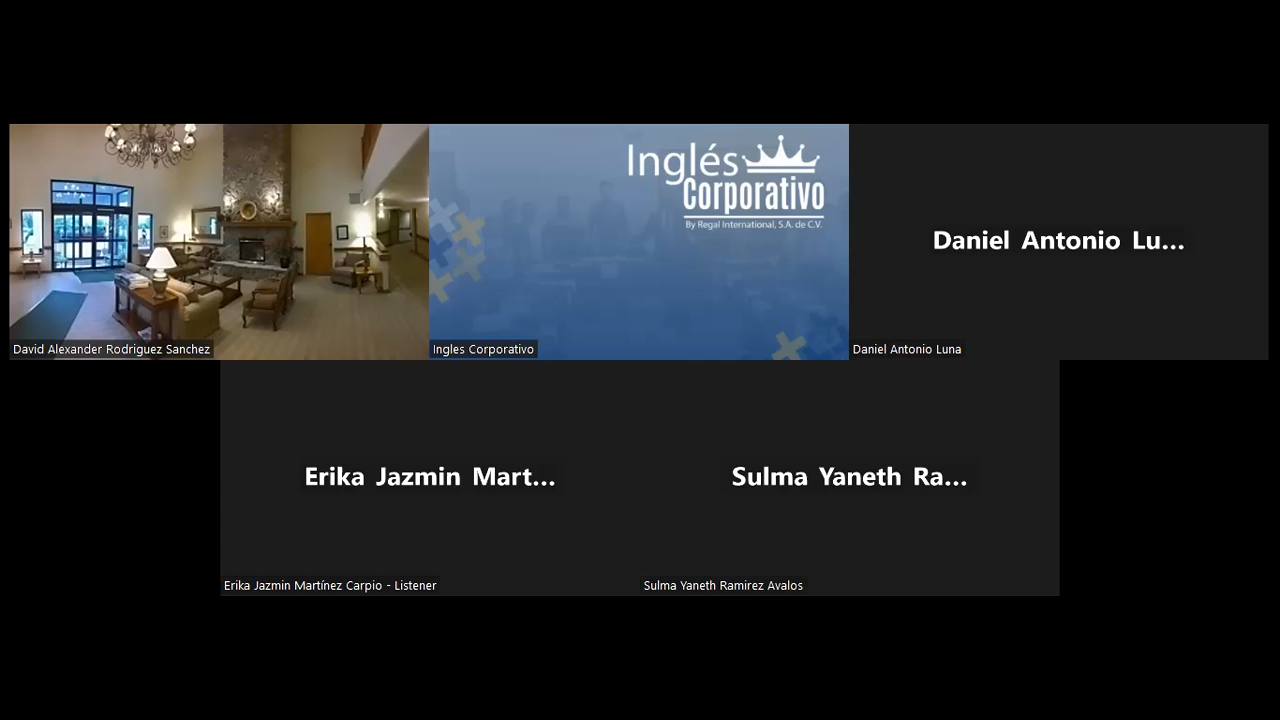 Inglés
Corporativo
By Regal International, S.A. de C.V.
Daniel Antonio Lu...
David Alexander Rodriguez Sanchez
Ingles Corporativo
Daniel Antonio Luna
Erika Jazmin Mart...
Sulma Yaneth Ra...
Erika Jazmin Martínez Carpio - Listener
Sulma Yaneth Ramirez Avalos